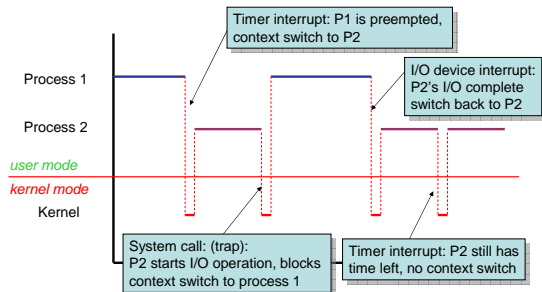 Timer interrupt: P1 is preempted,
context switch to P2
I/O device interrupt:
P2's I/O complete
switch back to P2
Process 1
Process 2
user mode
kernel mode
Kernel
System call: (trap):
P2 starts I/O operation, blocks
context switch to process 1
Timer interrupt: P2 still has
time left, no context switch